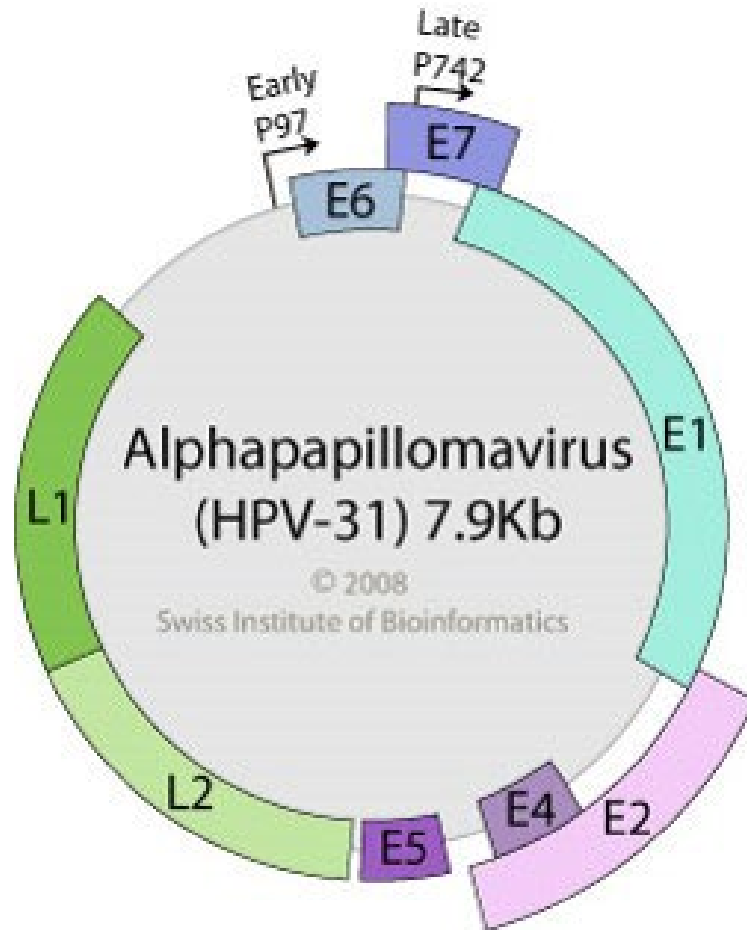 Late
P742
Early
P97
E7
E6
E1
Alphapapillomavirus
(HPV-31) 7.9Kb
© 2008
Swiss Institute of Bioinformatics
L1
L2
E4
E2
E5